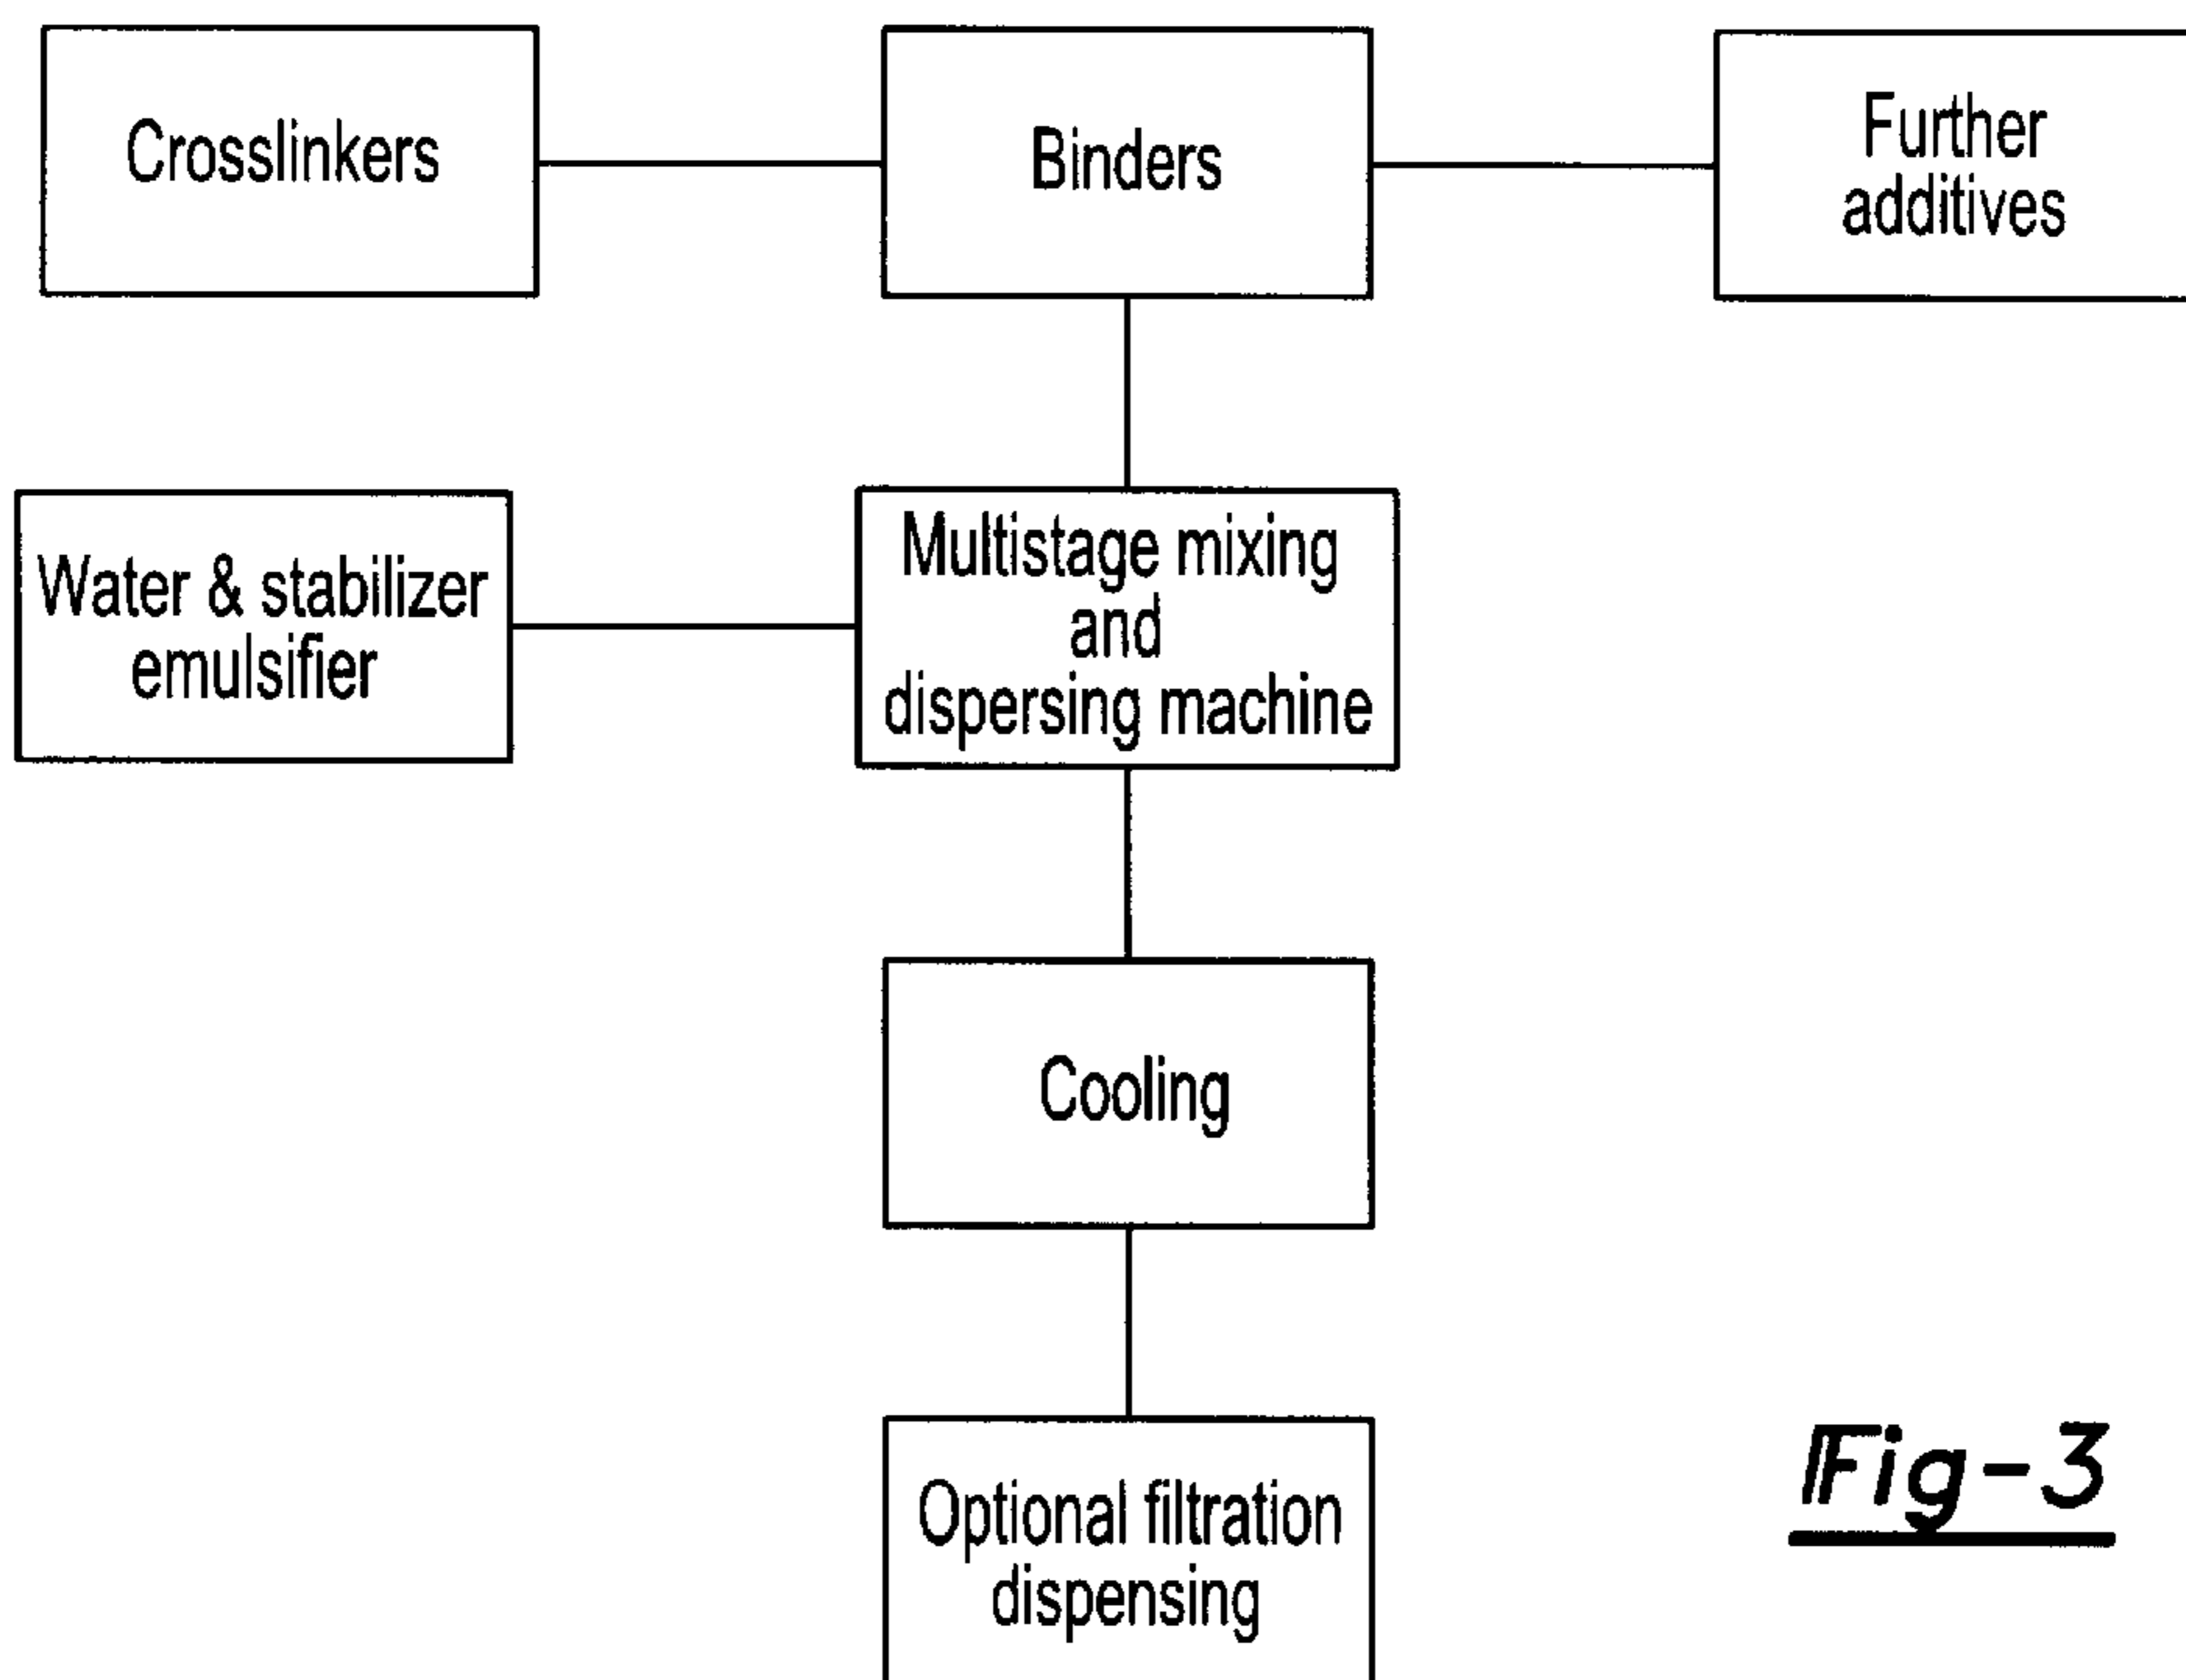 Crosslinkers
Binders
Further
additives
Water & stabilizer
emulsifier
Multistage mixing
and
dispersing machine
Cooling
Optional filtration
dispensing
Fig-3